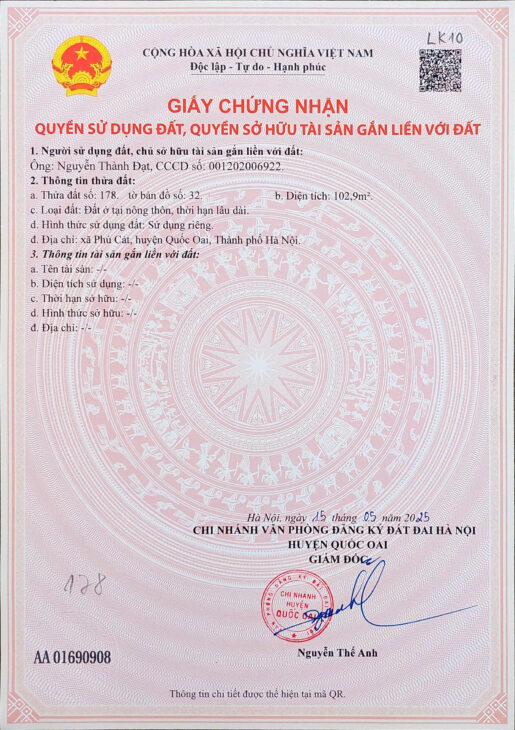 LK10
CỘNG HÒA XÃ HỘI CHỦ NGHĨA VIỆT NAM
Độc lập - Tự do - Hạnh phúc
GIẤY CHỨNG NHẬN
QUYỀN SỬ DỤNG ĐẤT, QUYỀN SỞ HỮU TÀI SẢN GẮN LIỀN VỚI ĐẤT
1. Người sử dụng đất, chủ sở hữu tài sản gắn liền với đất:
Ông: Nguyễn Thành Đạt, CCCD số: 001202006922.
2. Thông tin thửa đất:
a. Thửa đất số: 178. tờ bản đồ số: 32. b. Diện tích: 102,9m².
c. Loại đất: Đất ở tại nông thôn, thời hạn lâu dài.
d. Hình thức sử dụng đất: Sử dụng riêng.
đ. Địa chỉ: xã Phú Cát, huyện Quốc Oai, Thành phố Hà Nội.
3. Thông tin tài sản gắn liền với đất:
a. Tên tài sản: -/-
b. Diện tích sử dụng: -/-
c. Thời hạn sở hữu: -/-
d. Hình thức sở hữu: -/-
đ. Địa chỉ: -/-
Hà Nội, ngày 15 tháng 05 năm 2025
CHI NHÁNH VĂN PHÒNG ĐĂNG KÝ ĐẤT ĐAI HÀ NỘI
HUYỆN QUỐC OAI
GIÁM ĐỐC
178
CHI NHÁNH
HUYỆN
QUỐC OAI
Nguyễn Thế Anh
AA 01690908
Thông tin chi tiết được thể hiện tại mã QR.